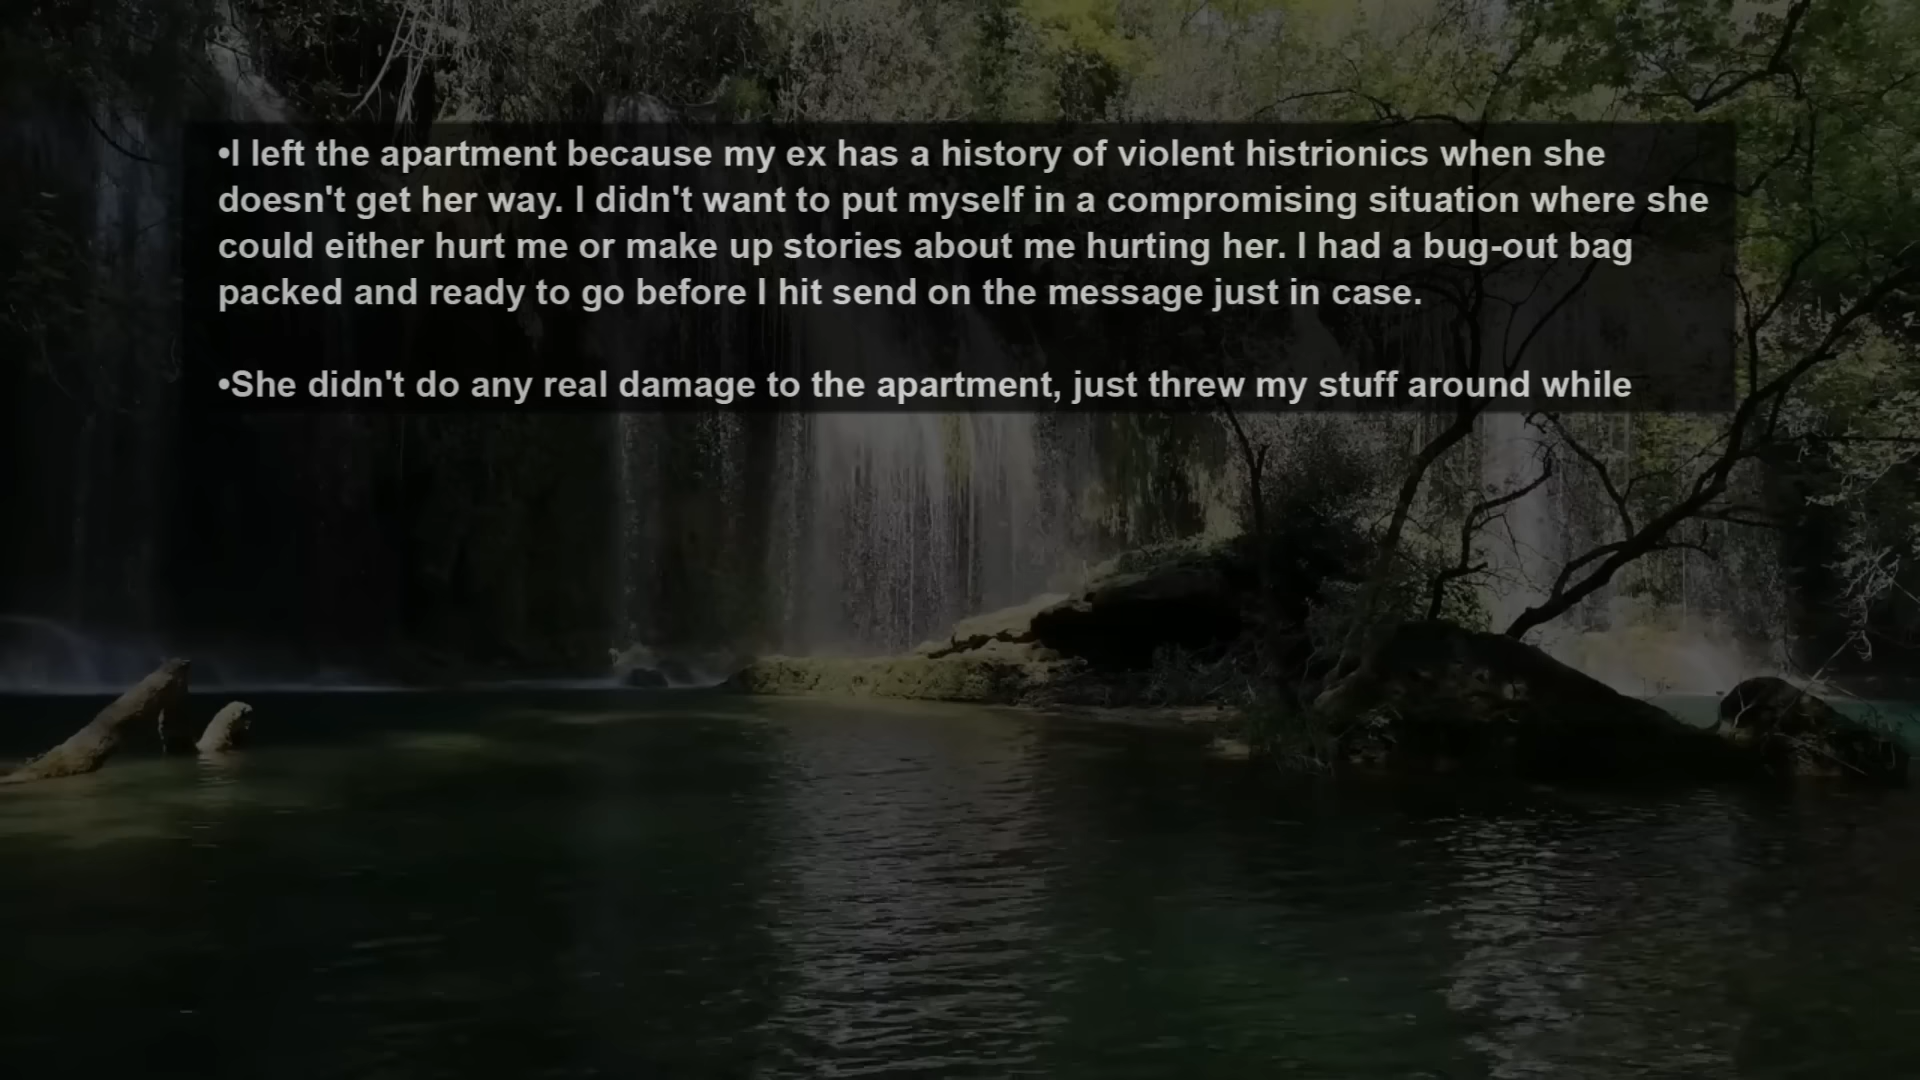 •I left the apartment because my ex has a history of violent histrionics when she
doesn't get her way. I didn't want to put myself in a compromising situation where she
could either hurt me or make up stories about me hurting her. I had a bug-out bag
packed and ready to go before I hit send on the message just in case.
•She didn't do any real damage to the apartment, just threw my stuff around while